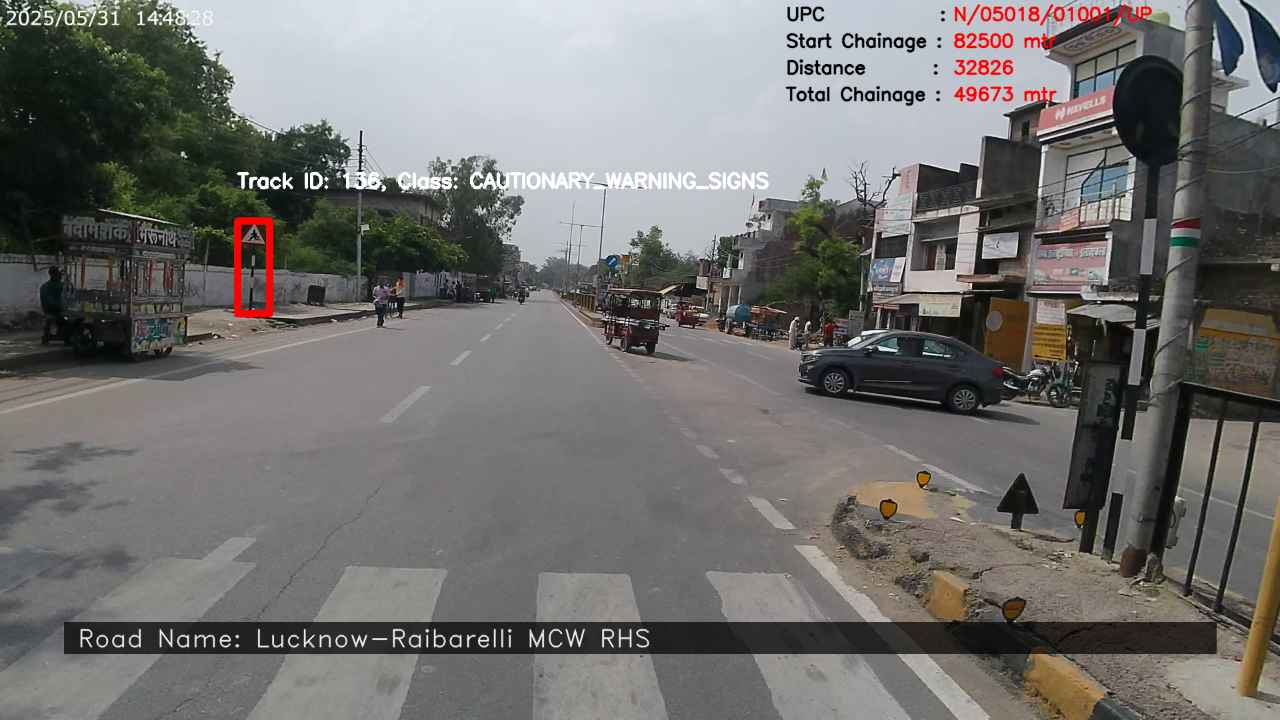 2025/05/31 14:48:28
UPC : N/05018/01001/UP
Start Chainage : 82500 mtr
Distance : 32826
Total Chainage : 49673 mtr
HAVELLS
Track ID: 136, Class: CAUTIONARY_WARNING_SIGNS
Road Name: Lucknow-Raibarelli MCW RHS